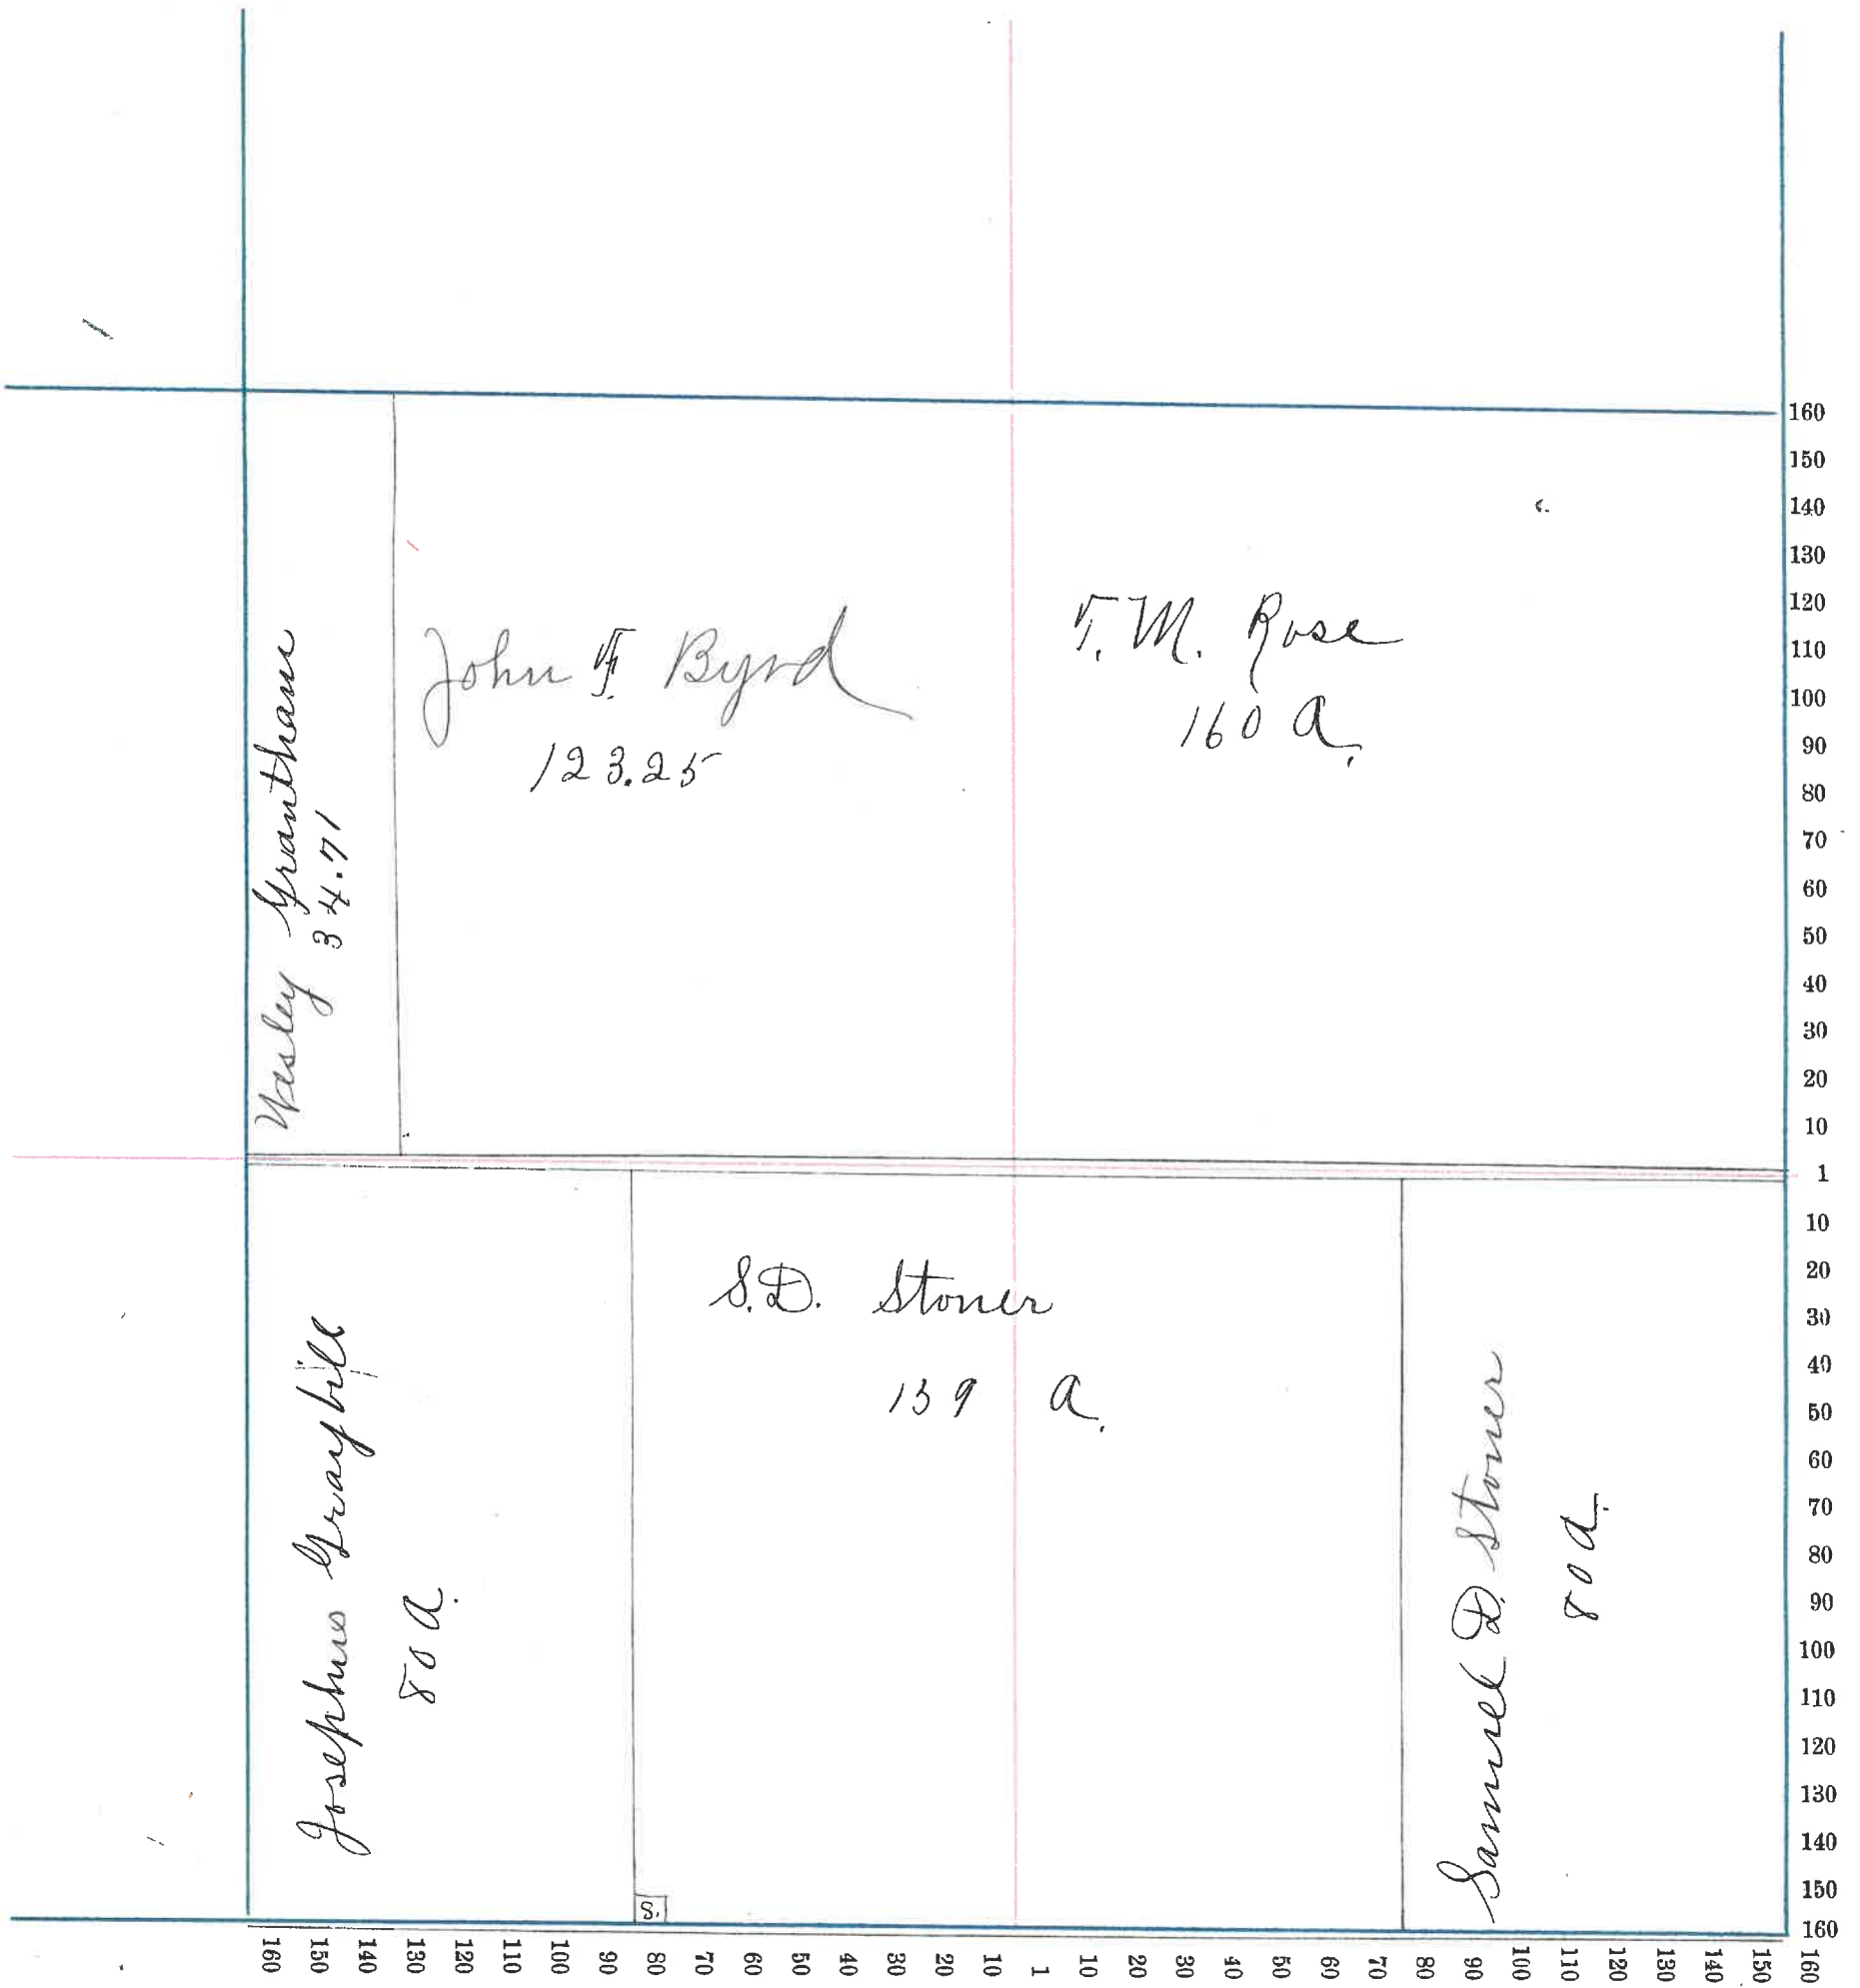 Wesley Grantham
34.71
John F. Byrd
123.25
T. M. Rose
160 A.
Josephus Graybill
80 A.
S.D. Stoner
139 A.
S.
Samuel D. Stoner
80 A.
160
150
140
130
120
110
100
90
80
70
60
50
40
30
20
10
1
10
20
30
40
50
60
70
80
90
100
110
120
130
140
150
160
160 150 140 130 120 110 100 90 80 70 60 50 40 30 20 10 1 10 20 30 40 50 60 70 80 90 100 110 120 130 140 150 160